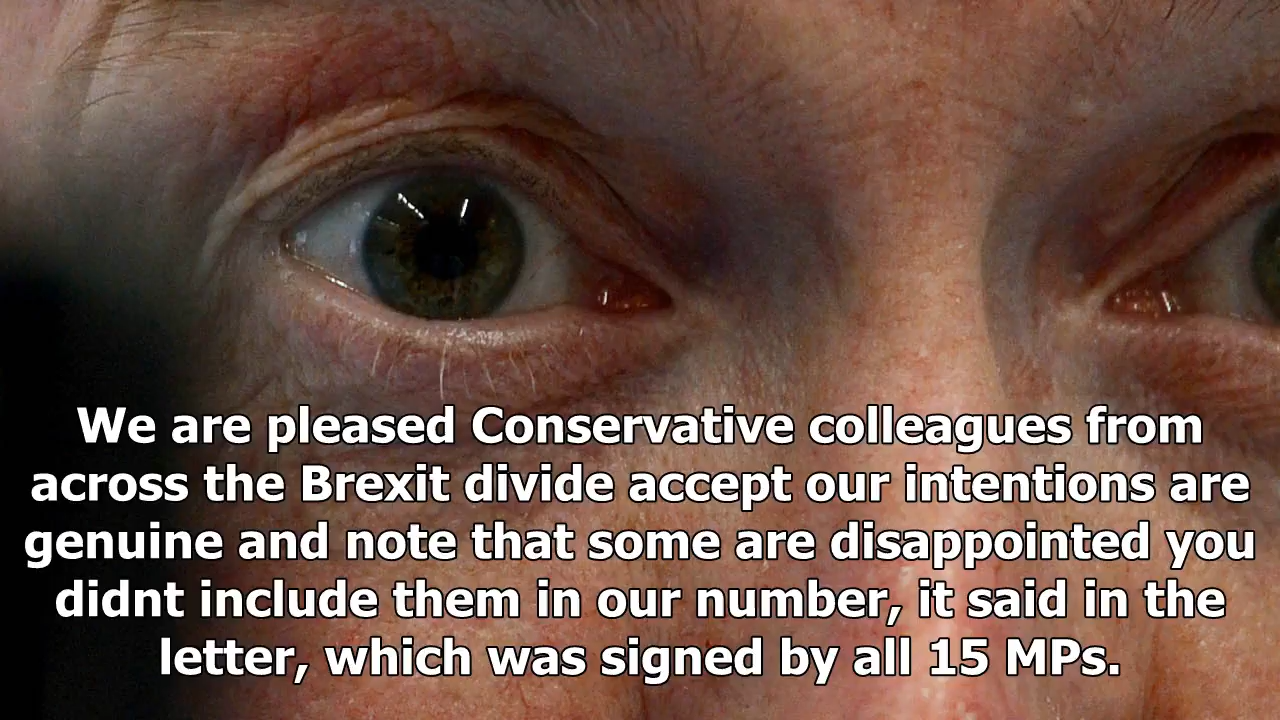 We are pleased Conservative colleagues from
across the Brexit divide accept our intentions are
genuine and note that some are disappointed you
didnt include them in our number, it said in the
letter, which was signed by all 15 MPs.